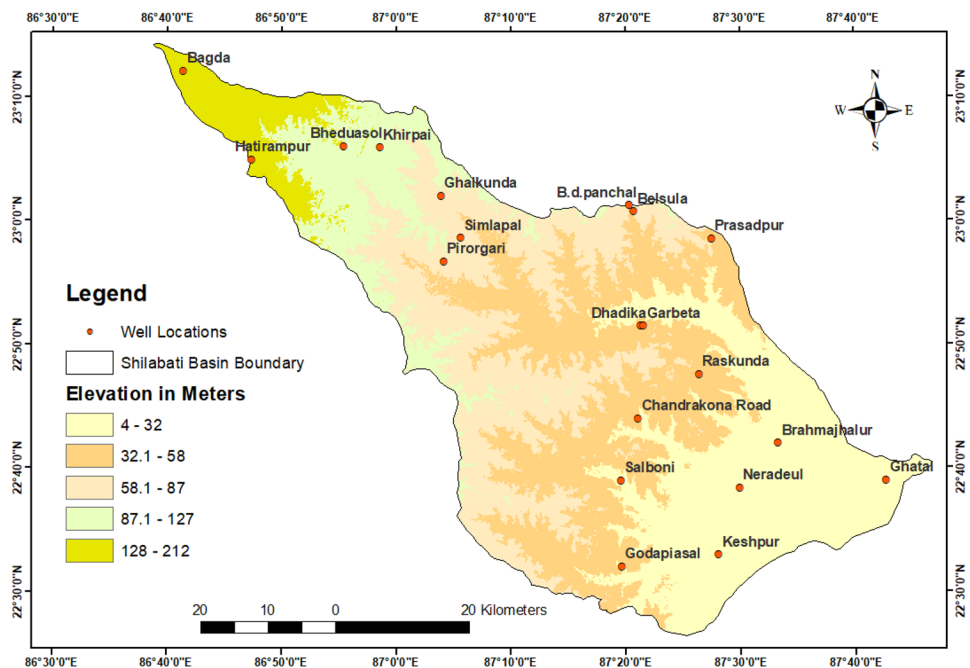 86°30'0"E 86°40'0"E 86°50'0"E 87°00'0"E 87°10'0"E 87°20'0"E 87°30'0"E 87°40'0"E
23°10'0"N
23°0'0"N
22°50'0"N
22°40'0"N
22°30'0"N
Bagda
N
W E
S
23°10'0"N
23°0'0"N
22°50'0"N
22°40'0"N
22°30'0"N
Bheduasol Khirpai
Hatirampur
Ghaikunda
B.d.panchal
Belsula
Simlapal
Prasadpur
Pirorgari
Dhadika Garbeta
Raskunda
Chandrakona Road
Brahmajhalur
Salboni
Neradeul
Ghatal
Keshpur
Godapiasal
Legend
Well Locations
Shilabati Basin Boundary
Elevation in Meters
4 - 32
32.1 - 58
58.1 - 87
87.1 - 127
128 - 212
20 10 0 20 Kilometers
86°30'0"E 86°40'0"E 86°50'0"E 87°00'0"E 87°10'0"E 87°20'0"E 87°30'0"E 87°40'0"E